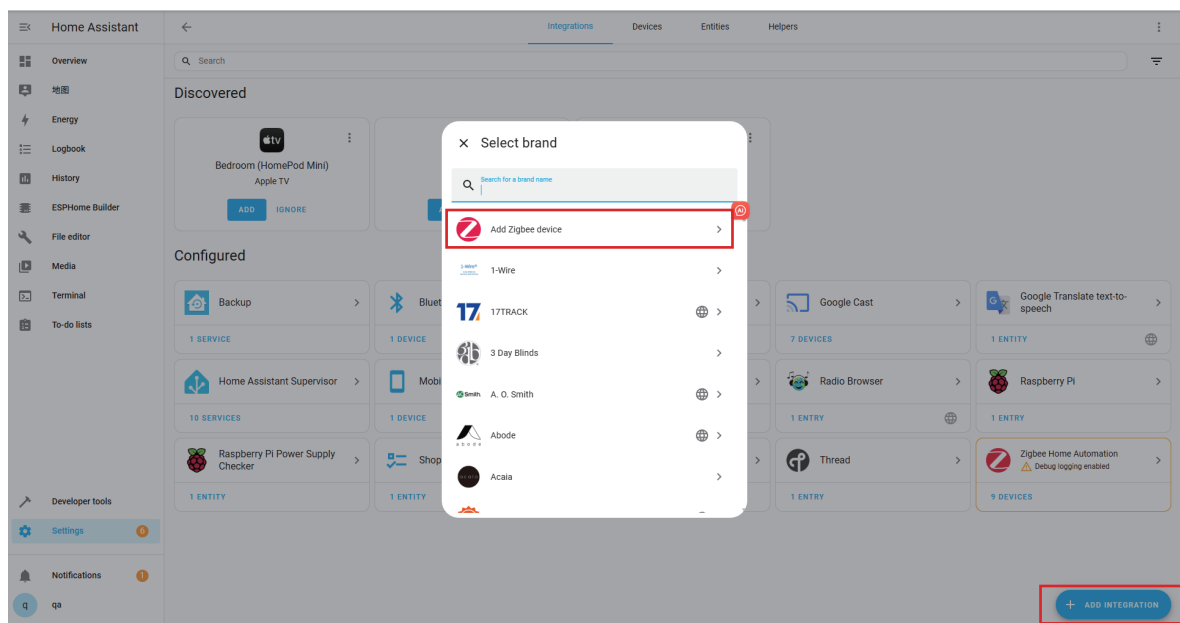 Home Assistant
Integrations
Devices
Entities
Helpers
Overview
地图
Energy
Logbook
History
ESPHome Builder
File editor
Media
Terminal
To-do lists
Developer tools
Settings
6
Notifications
1
q
qa
Search
Discovered
tv
Bedroom (HomePod Mini)
Apple TV
ADD
IGNORE
Configured
Backup
1 SERVICE
Bluet
1 DEVICE
Google Cast
7 DEVICES
Google Translate text-to-
speech
1 ENTITY
Home Assistant Supervisor
10 SERVICES
Mobi
1 DEVICE
Radio Browser
1 ENTRY
Raspberry Pi
1 ENTRY
Raspberry Pi Power Supply
Checker
1 ENTITY
Shop
1 ENTITY
Thread
1 ENTRY
Zigbee Home Automation
Debug logging enabled
9 DEVICES
Select brand
Search for a brand name
AI
Add Zigbee device
1-Wire
17
17TRACK
3 Day Blinds
Smith
A. O. Smith
abode
Abode
Acaia
ADD INTEGRATION